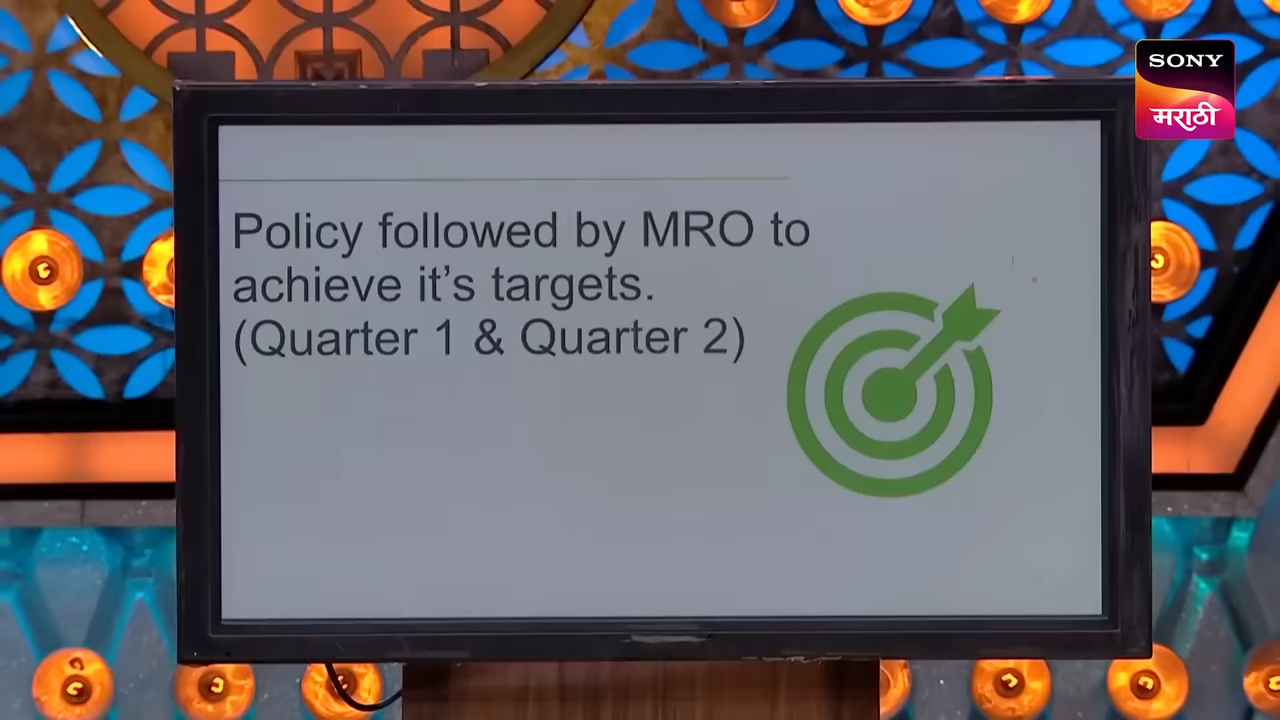 SONY
मराठी
Policy followed by MRO to
achieve it's targets.
(Quarter 1 & Quarter 2)